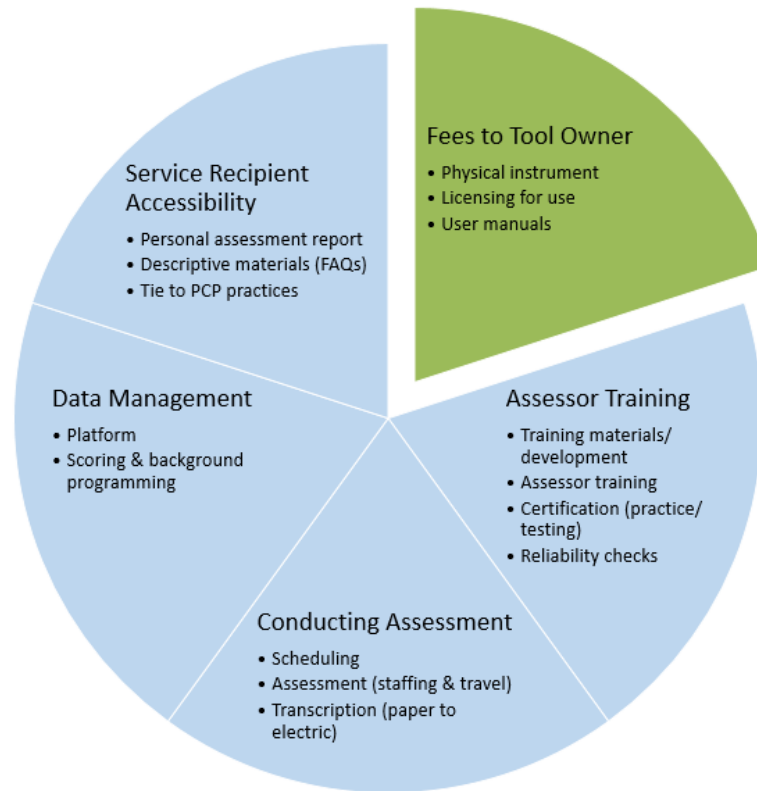 Fees to Tool Owner
• Physical instrument
• Licensing for use
• User manuals
Assessor Training
• Training materials/
development
• Assessor training
• Certification (practice/
testing)
• Reliability checks
Conducting Assessment
• Scheduling
• Assessment (staffing & travel)
• Transcription (paper to
electric)
Data Management
• Platform
• Scoring & background
programming
Service Recipient
Accessibility
• Personal assessment report
• Descriptive materials (FAQs)
• Tie to PCP practices